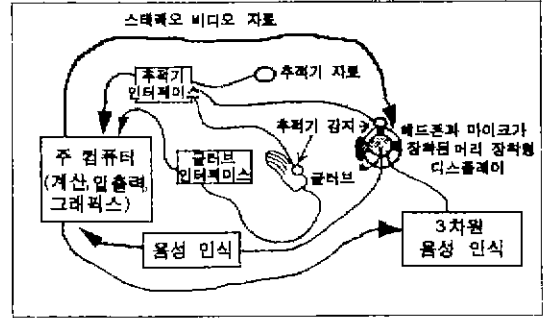 스테레오 비디오 자료
추적기
인터페이스
추적기 자료
추적기 감지
헤드폰과 마이크가
장착된 머리 장착형
디스플레이
주 컴퓨터
(계산, 입출력,
그래픽스)
글러브
인터페이스
글러브
음성 인식
3차원
음성 인식